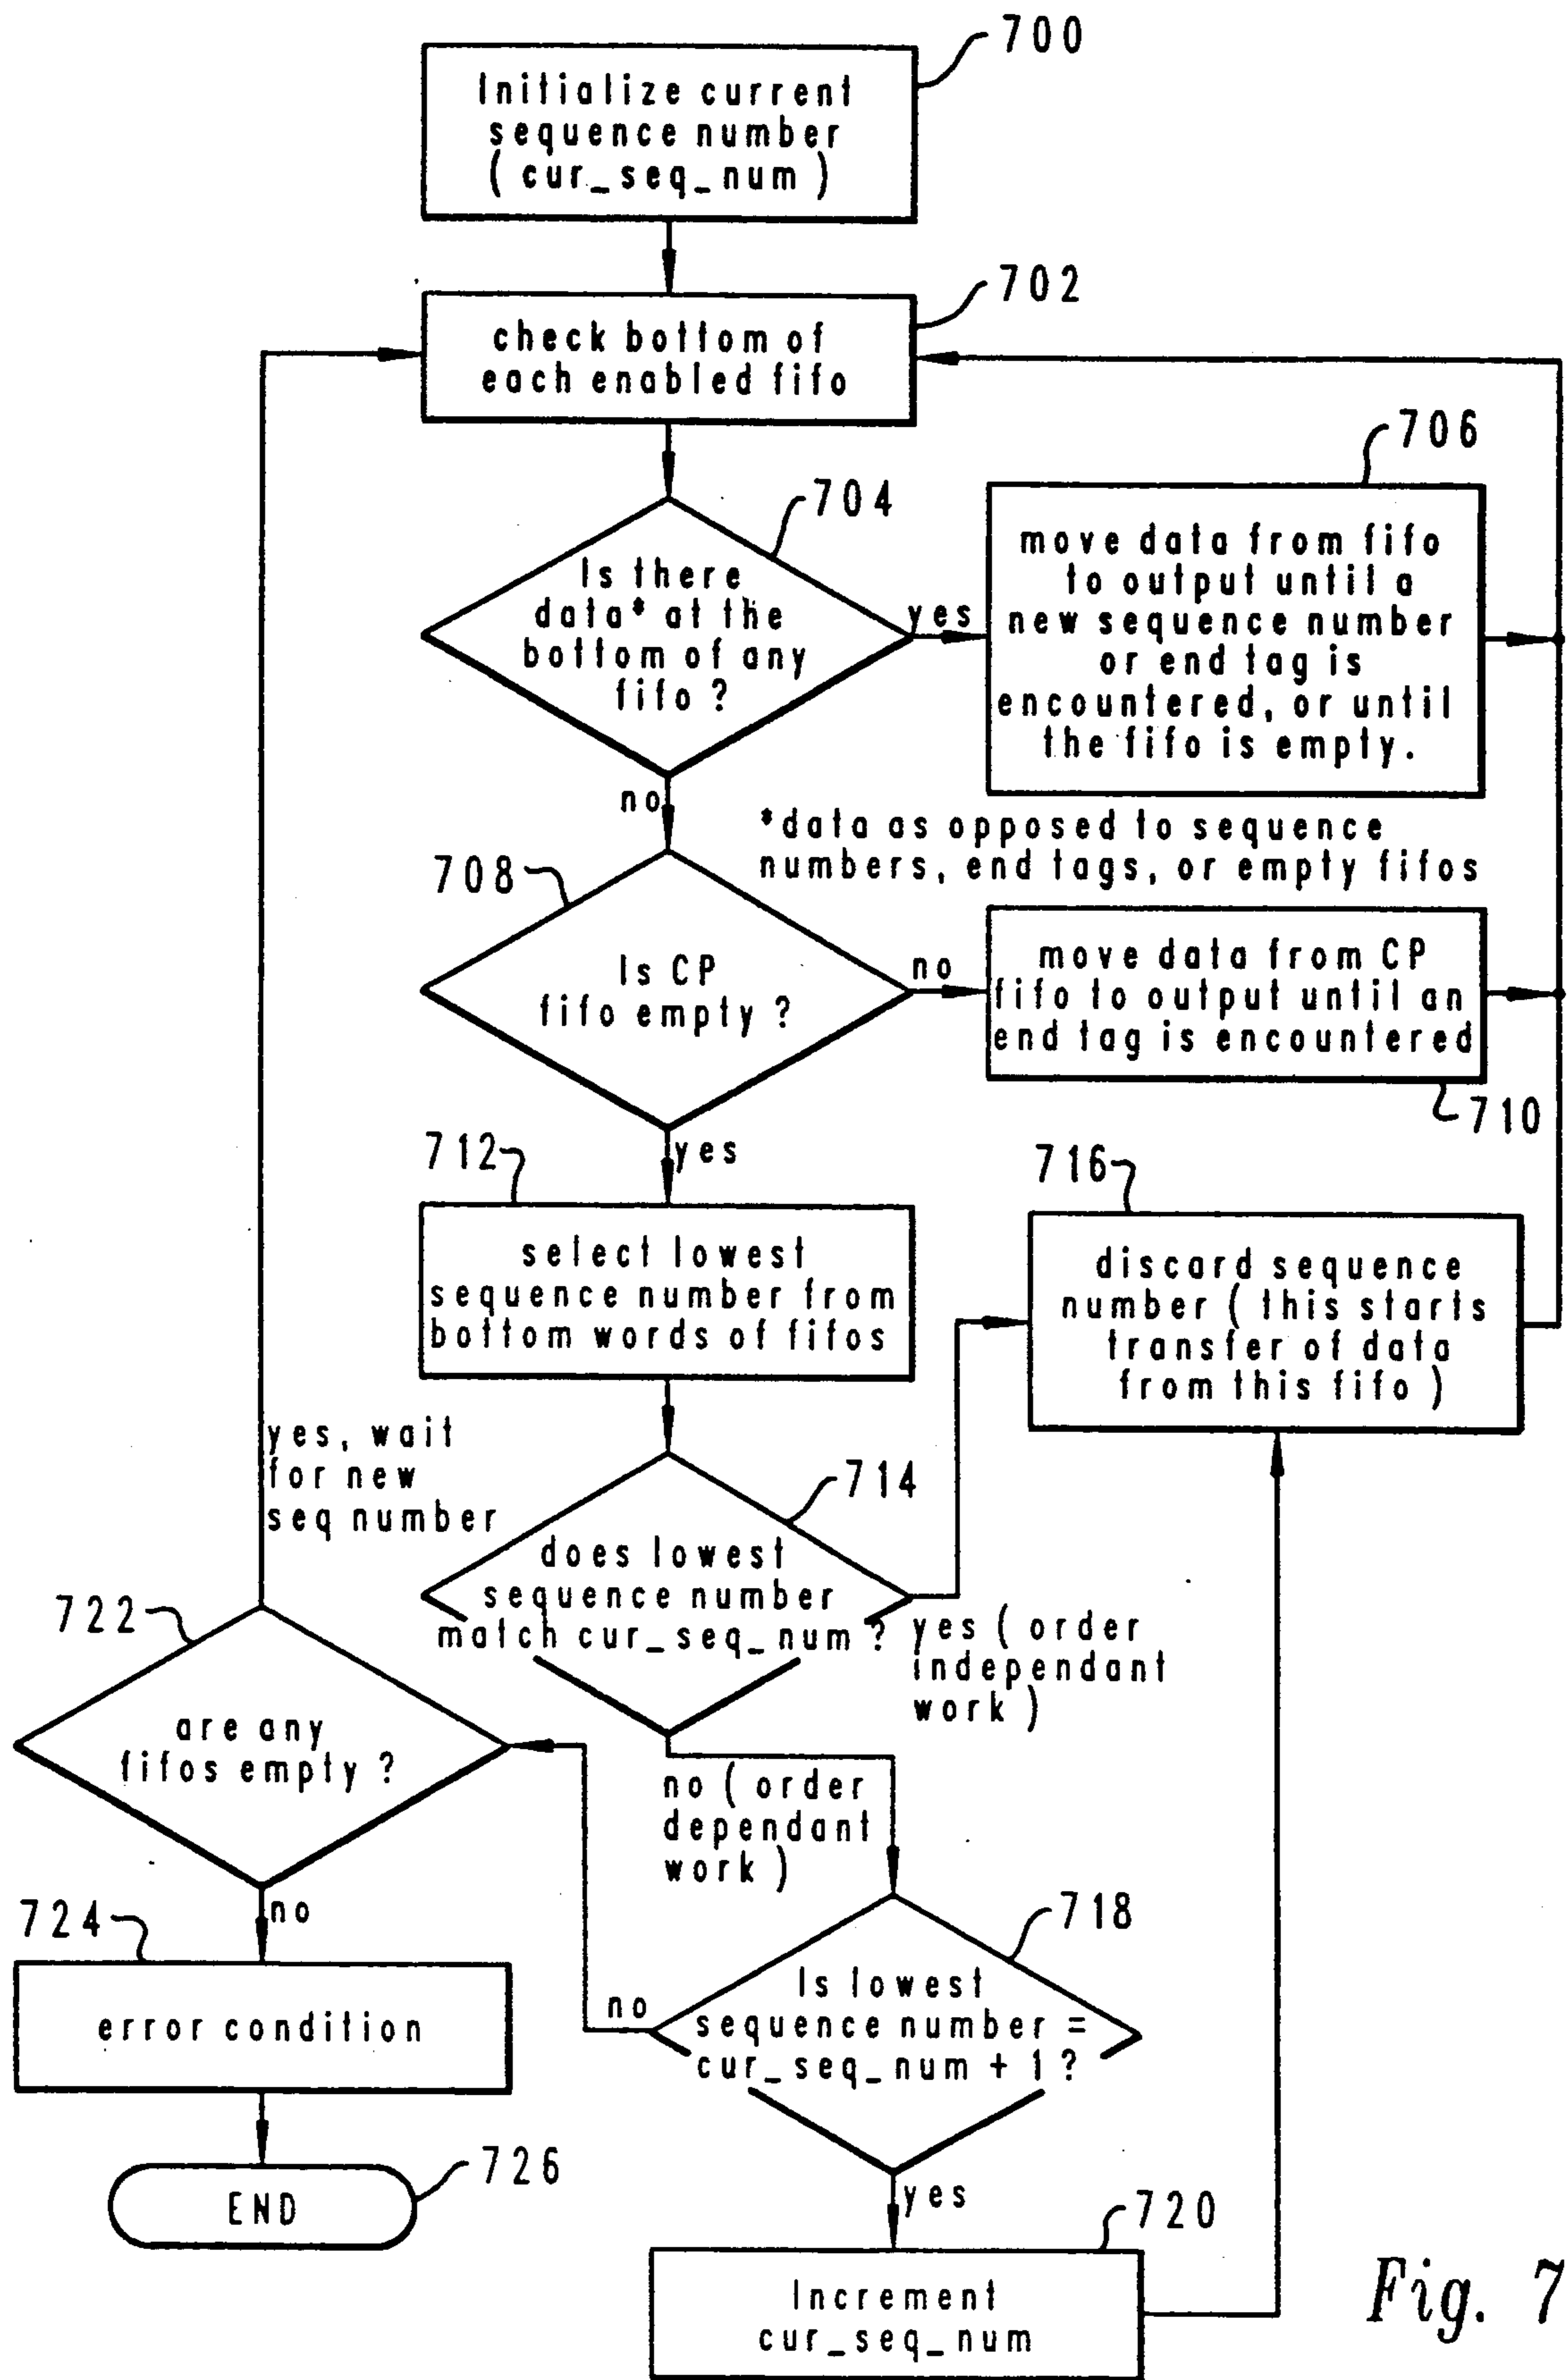 700
Initialize current
sequence number
( cur_seq_num )
702
check bottom of
each enabled fifo
704
Is there
data* at the
bottom of any
fifo ?
yes
706
move data from fifo
to output until a
new sequence number
or end tag is
encountered, or until
the fifo is empty.
no
*data as opposed to sequence
numbers, end tags, or empty fifos
708
Is CP
fifo empty ?
no
move data from CP
fifo to output until an
end tag is encountered
710
yes
712
select lowest
sequence number from
bottom words of fifos
716
discard sequence
number ( this starts
transfer of data
from this fifo )
yes, wait
for new
seq number
714
does lowest
sequence number
match cur_seq_num ?
yes ( order
independant
work )
722
are any
fifos empty ?
no ( order
dependant
work )
no
724
error condition
718
Is lowest
sequence number =
cur_seq_num + 1 ?
no
726
END
yes
720
Increment
cur_seq_num
Fig. 7